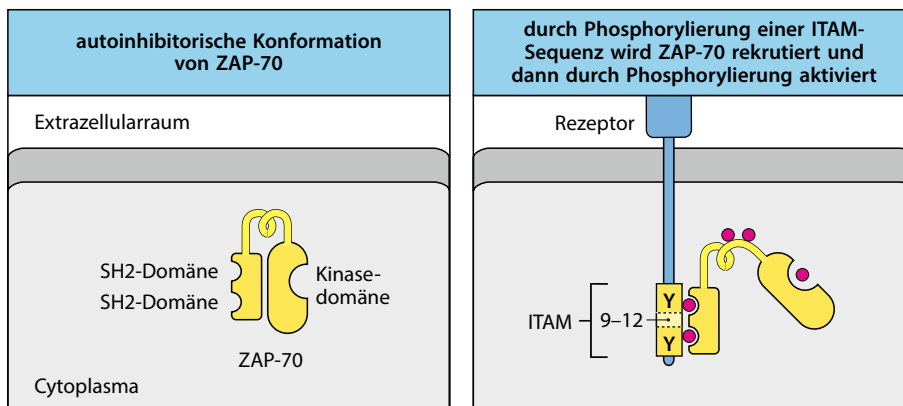 autoinhibitorische Konformation
von ZAP-70
Extrazellularraum
SH2-Domäne
SH2-Domäne
Kinase-
domäne
ZAP-70
Cytoplasma
durch Phosphorylierung einer ITAM-
Sequenz wird ZAP-70 rekrutiert und
dann durch Phosphorylierung aktiviert
Rezeptor
ITAM
9–12
Y
Y